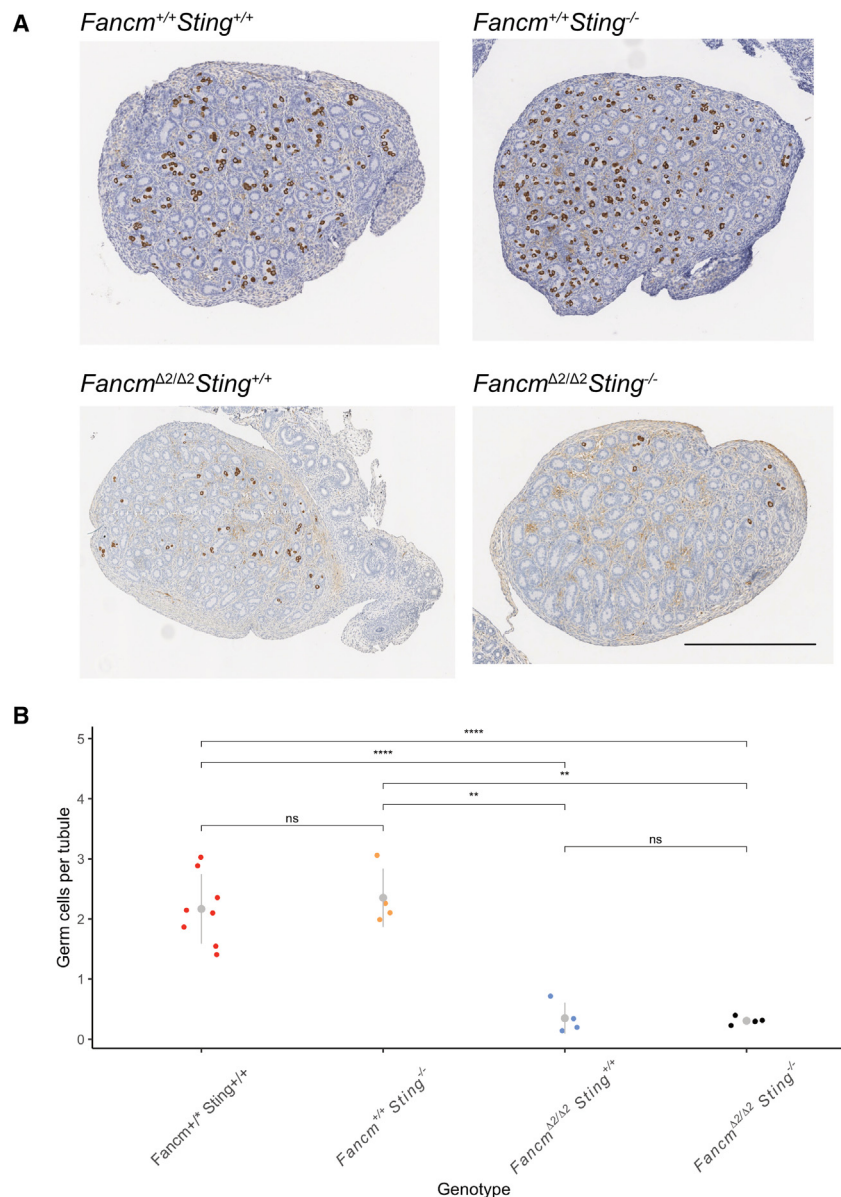 A
Fancm+/+Sting+/+
Fancm+/+Sting-/-
FancmΔ2/Δ2Sting+/+
FancmΔ2/Δ2Sting-/-
B
5
4
3
2
1
0
Germ cells per tubule
****
****
**
**
ns
ns
Fancm+/* Sting+/+
Fancm+/+ Sting-/-
FancmΔ2/Δ2 Sting+/+
FancmΔ2/Δ2 Sting-/-
Genotype